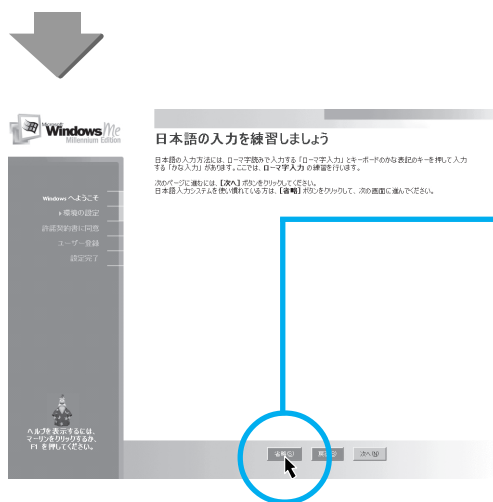 Microsoft
Windows Me
Millennium Edition
日本語の入力を練習しましょう
日本語の入力方法には、ローマ字読みで入力する「ローマ字入力」とキーボードのかな表記のキーを押して入力
する「かな入力」があります。ここでは、ローマ字入力 の練習を行います。
次のページに進むには、【次へ】ボタンをクリックしてください。
日本語入力システムを使い慣れている方は、【省略】ボタンをクリックして、次の画面に進んでください。
Windows へようこそ
環境の設定
許諾契約書に同意
ユーザー登録
設定完了
ヘルプを表示するには、
マーリンをクリックするか、
F1 を押してください。
省略(S)
次へ(N)